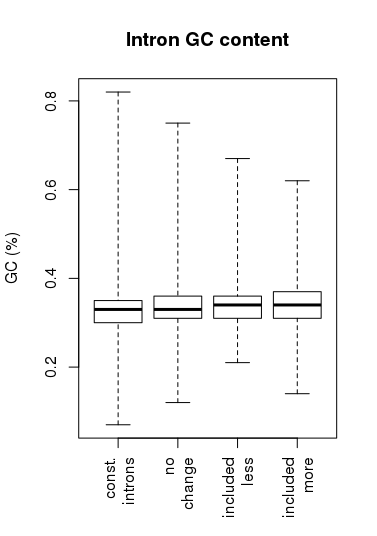 Intron GC content
GC (%)
0.8
0.6
0.4
0.2
const.
introns
no
change
included
less
included
more